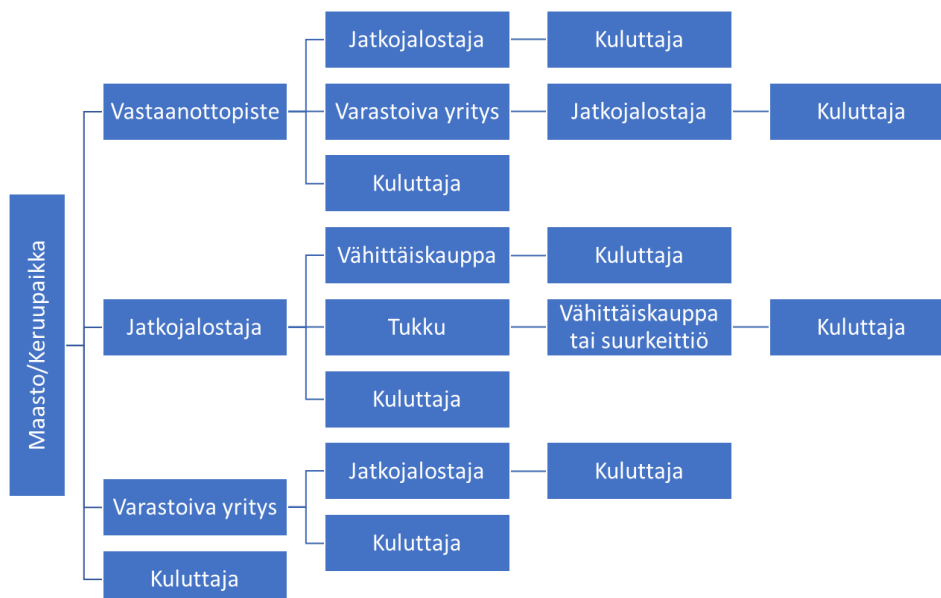 Maasto/Keruupaikka
Vastaanottopiste
Jatkojalostaja
Kuluttaja
Varastoiva yritys
Jatkojalostaja
Kuluttaja
Kuluttaja
Jatkojalostaja
Vähittäiskauppa
Kuluttaja
Tukku
Vähittäiskauppa
tai suurkeittiö
Kuluttaja
Kuluttaja
Varastoiva yritys
Jatkojalostaja
Kuluttaja
Kuluttaja
Kuluttaja